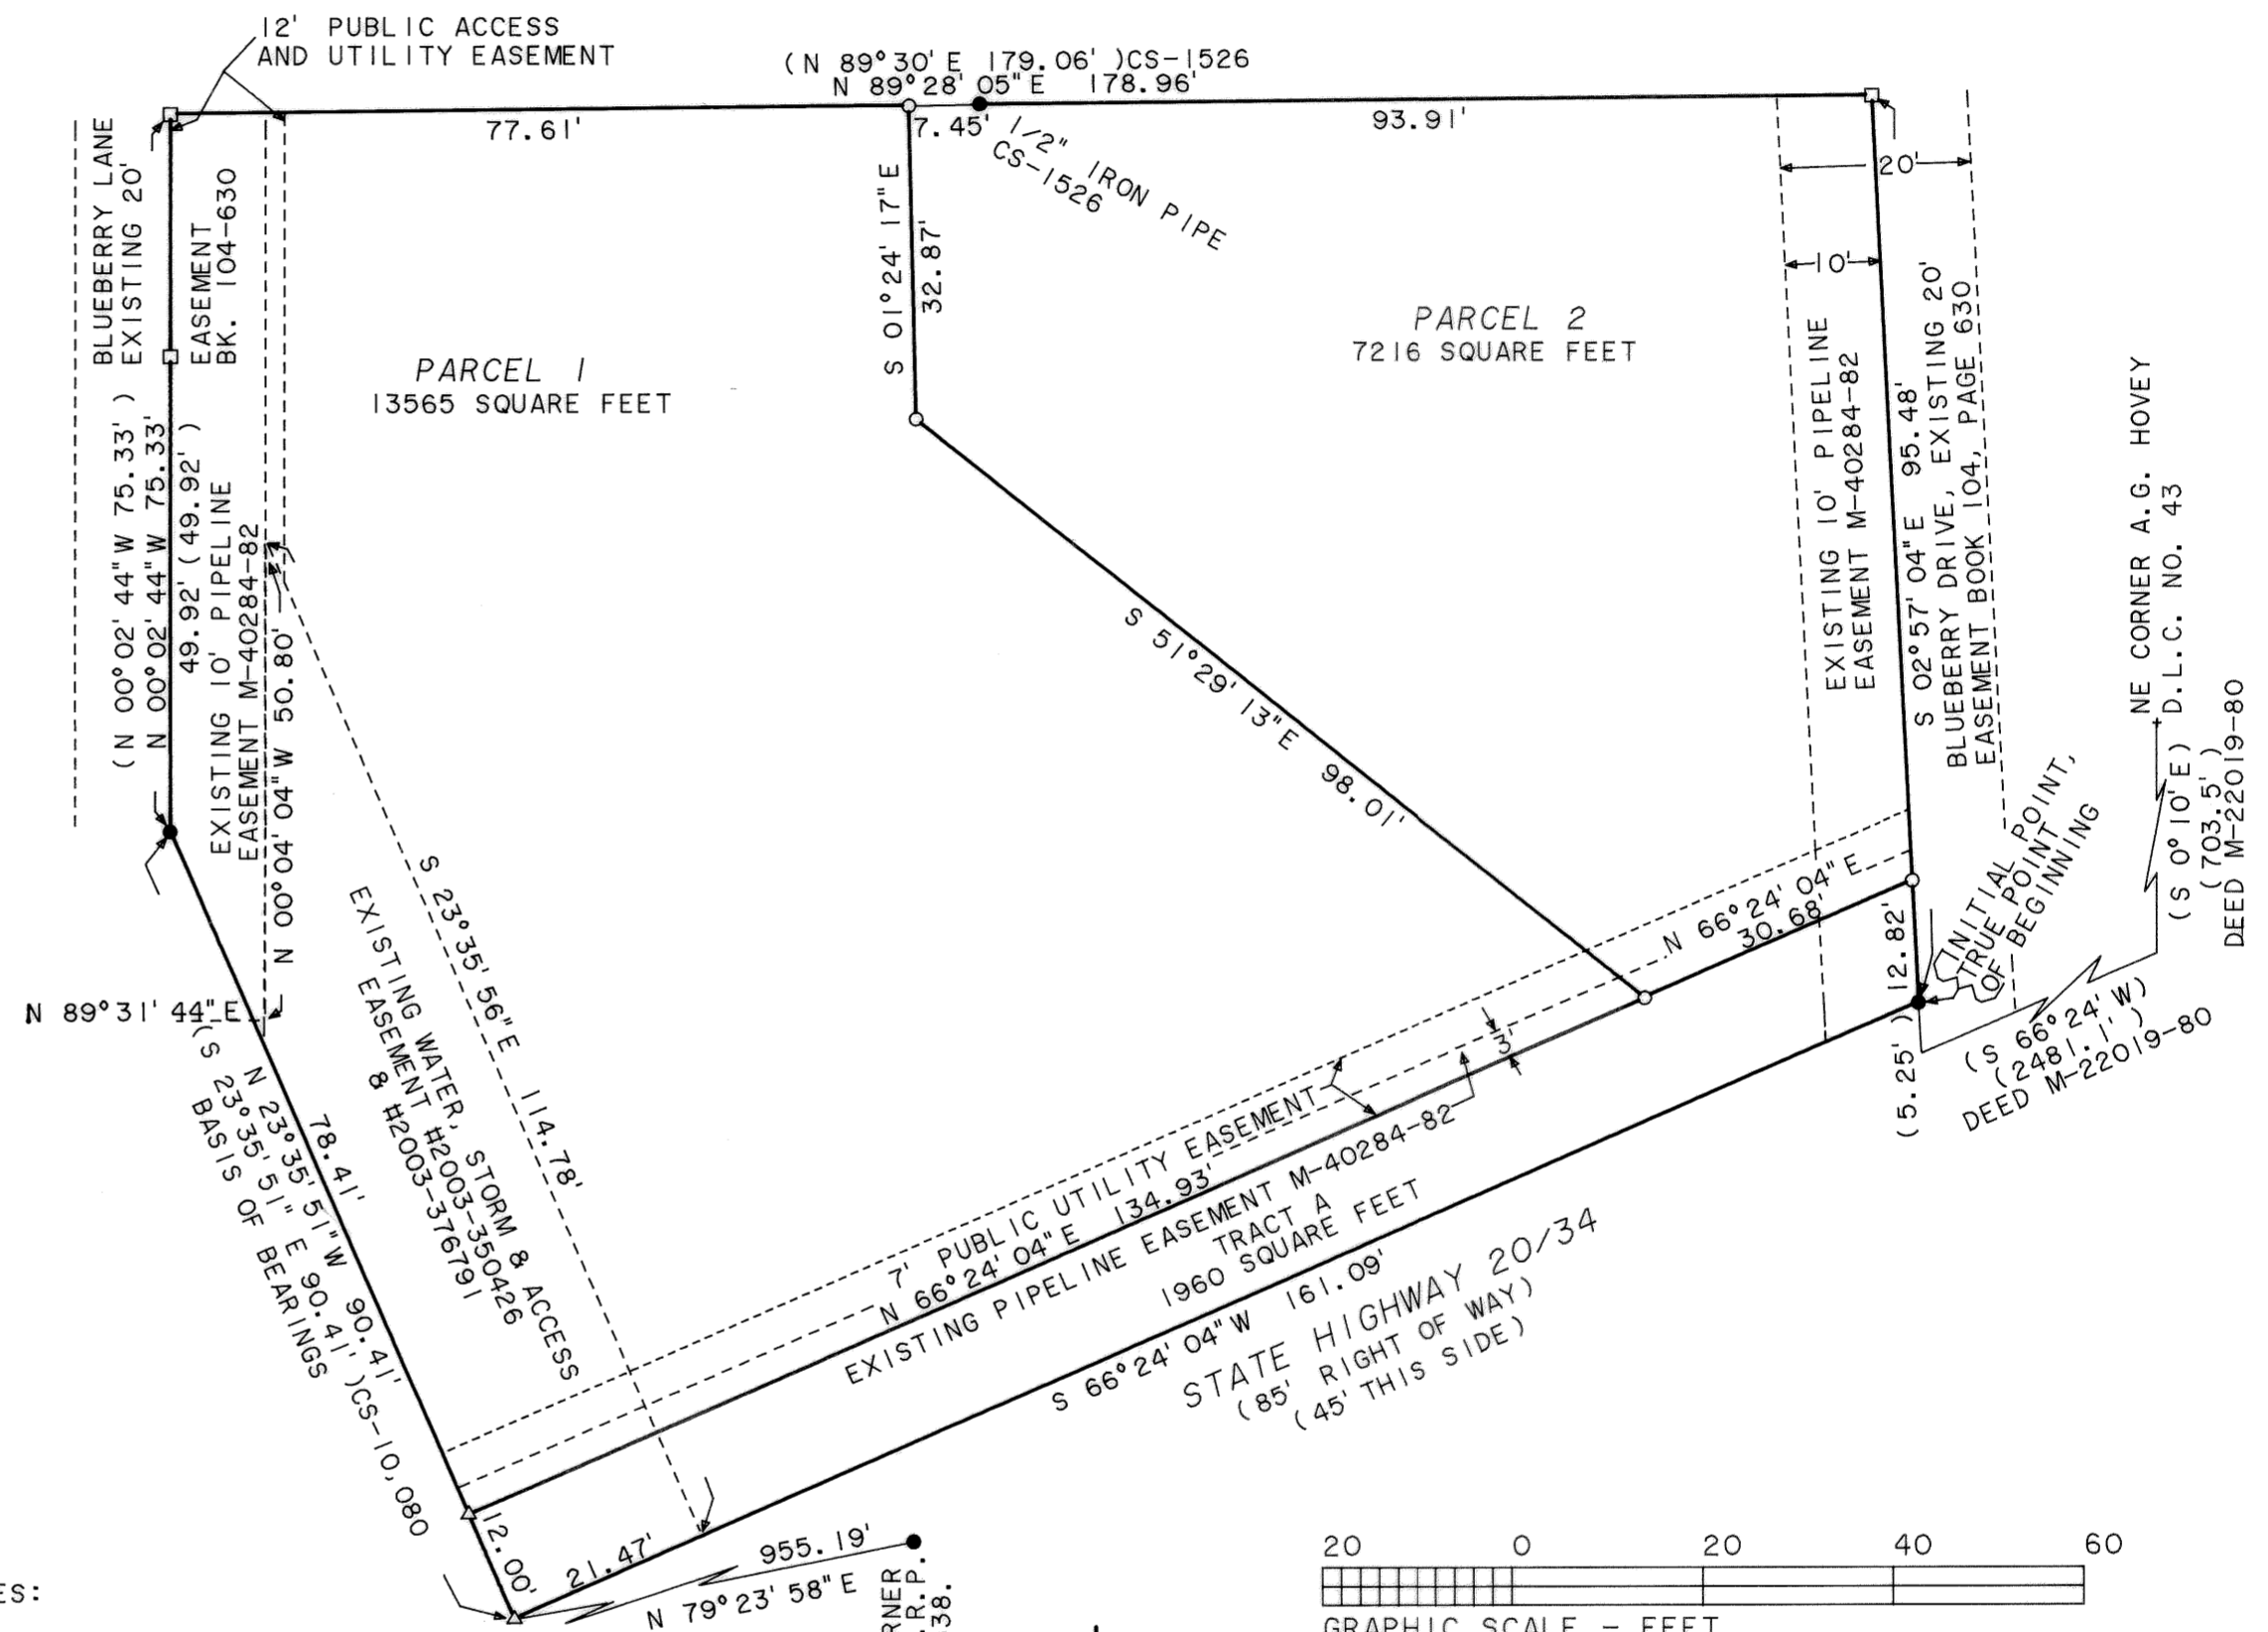 12' PUBLIC ACCESS
AND UTILITY EASEMENT
(N 89°30' E 179.06' )CS-1526
N 89°28' 05"E 178.96'
77.61'
7.45'
93.91'
1/2" IRON PIPE
CS-1526
20'
10'
BLUEBERRY LANE
EXISTING 20'
EASEMENT
BK. 104-630
S 01°24' 17"E
32.87'
PARCEL 1
13565 SQUARE FEET
PARCEL 2
7216 SQUARE FEET
(N 00°02' 44"W 75.33' )
N 00°02' 44"W 75.33'
49.92' (49.92' )
EXISTING 10' PIPELINE
EASEMENT M-40284-82
N 00°04' 04"W 50.80'
S 51°29' 13"E 98.01'
EXISTING 10' PIPELINE
EASEMENT M-40284-82
S 02°57' 04"E 95.48'
BLUEBERRY DRIVE, EXISTING 20'
EASEMENT BOOK 104, PAGE 630
NE CORNER A.G. HOVEY
D.L.C. NO. 43
(S 0°10' E)
(703.5')
DEED M-22019-80
INITIAL POINT,
TRUE POINT
OF BEGINNING
N 66°24' 04"E
30.68'
12.82'
(5.25' )
(S 66°24' W)
(2481.1')
DEED M-22019-80
N 89°31' 44"E
S 23°35' 56"E 114.78'
EXISTING WATER, STORM & ACCESS
EASEMENT #2003-350426
& #2003-376791
78.41'
N 23°35' 51"W 90.41'
(S 23°35' 51" E 90.41' )CS-10,080
BASIS OF BEARINGS
3'
7' PUBLIC UTILITY EASEMENT
N 66°24' 04"E 134.93'
EXISTING PIPELINE EASEMENT M-40284-82
TRACT A
1960 SQUARE FEET
S 66°24' 04"W 161.09'
STATE HIGHWAY 20/34
(85' RIGHT OF WAY)
(45' THIS SIDE)
12.00'
21.47'
955.19'
N 79°23' 58"E
RNER
.R.P.
38.
ES:
20 0 20 40 60
GRAPHIC SCALE - FEET